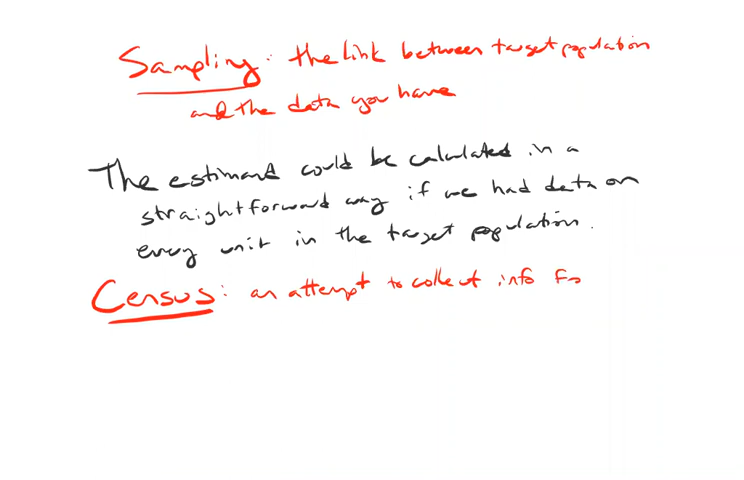 Sampling: the link between target population
and the data you have
The estimand could be calculated in a
straightforward way if we had data on
every unit in the target population.
Census: an attempt to collect info